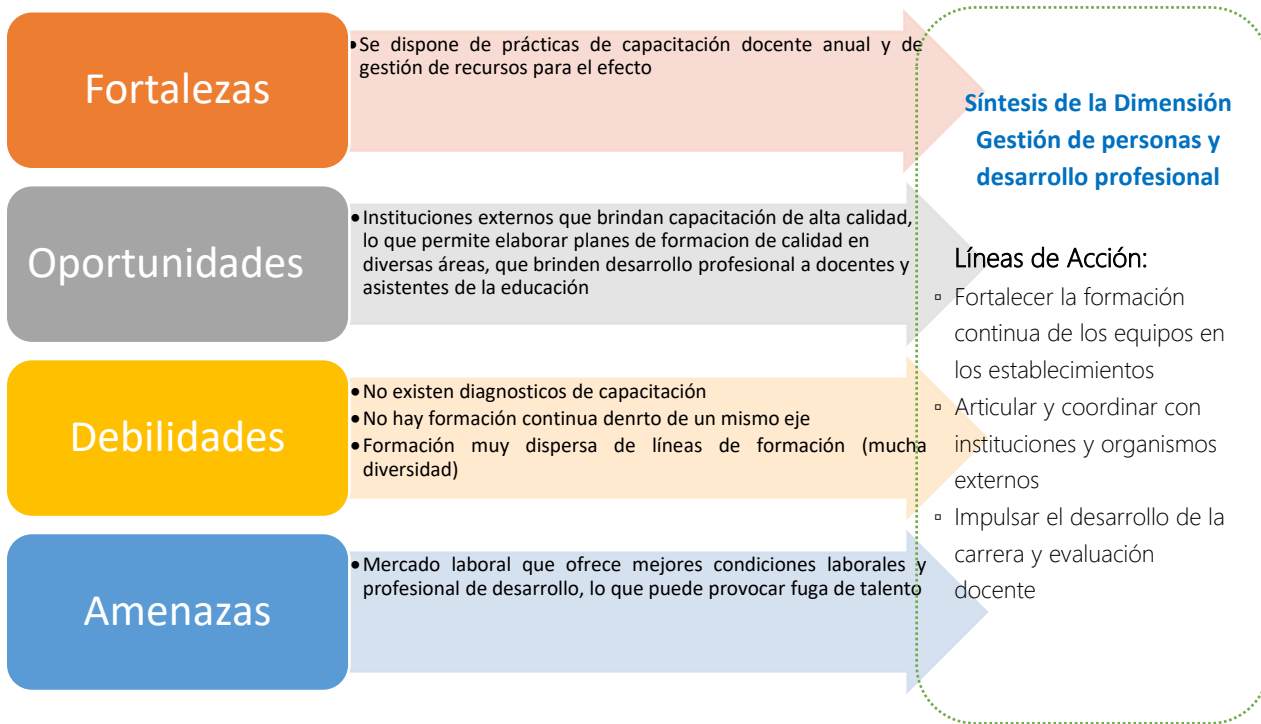 Fortalezas
•Se dispone de prácticas de capacitación docente anual y de
gestión de recursos para el efecto
Oportunidades
•Instituciones externos que brindan capacitación de alta calidad,
lo que permite elaborar planes de formacion de calidad en
diversas áreas, que brinden desarrollo profesional a docentes y
asistentes de la educación
Debilidades
•No existen diagnosticos de capacitación
•No hay formación continua denrto de un mismo eje
•Formación muy dispersa de líneas de formación (mucha
diversidad)
Amenazas
•Mercado laboral que ofrece mejores condiciones laborales y
profesional de desarrollo, lo que puede provocar fuga de talento
Síntesis de la Dimensión
Gestión de personas y
desarrollo profesional
Líneas de Acción:
▫ Fortalecer la formación
continua de los equipos en
los establecimientos
▫ Articular y coordinar con
instituciones y organismos
externos
▫ Impulsar el desarrollo de la
carrera y evaluación
docente